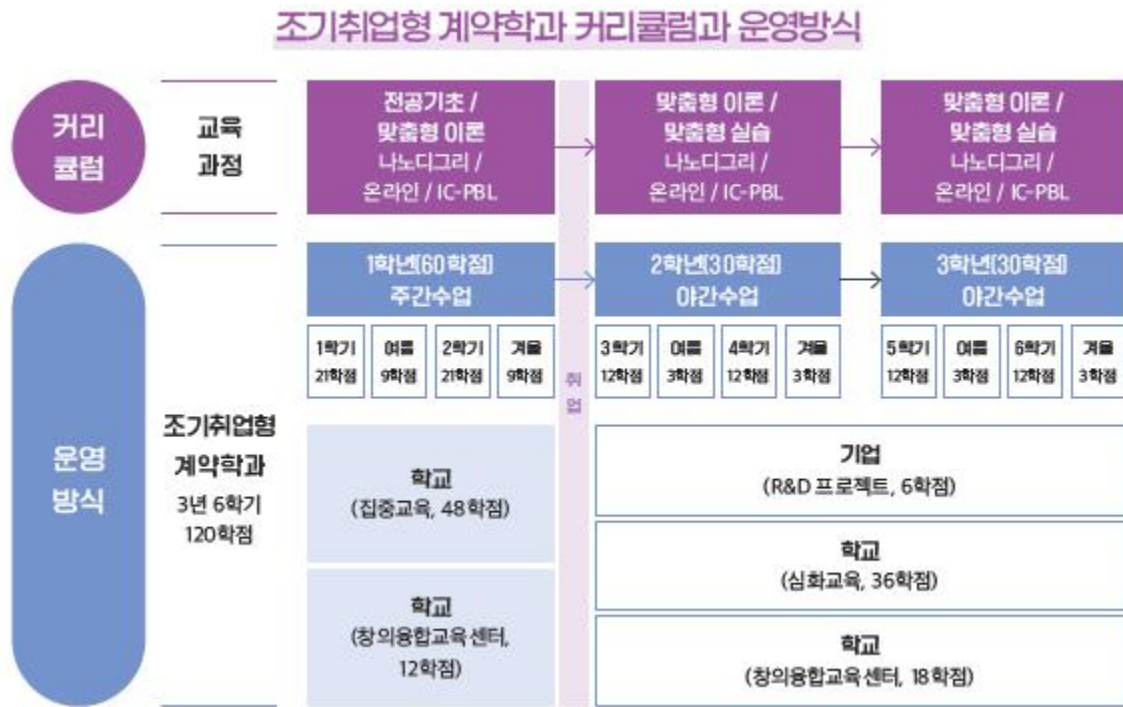 조기취업형 계약학과 커리큘럼과 운영방식
커리
큘럼
교육
과정
전공기초 /
맞춤형 이론
나노디그리 /
온라인 / IC-PBL
맞춤형 이론 /
맞춤형 실습
나노디그리 /
온라인 / IC-PBL
맞춤형 이론 /
맞춤형 실습
나노디그리 /
온라인 / IC-PBL
운영
방식
조기취업형
계약학과
3년 6학기
120학점
1학년(60학점)
주간수업
1학기
21학점
여름
9학점
2학기
21학점
겨울
9학점
학교
(집중교육, 48학점)
학교
(창의융합교육센터,
12학점)
취
업
2학년(30학점)
야간수업
3학기
12학점
여름
3학점
4학기
12학점
겨울
3학점
3학년(30학점)
야간수업
5학기
12학점
여름
3학점
6학기
12학점
겨울
3학점
기업
(R&D 프로젝트, 6학점)
학교
(심화교육, 36학점)
학교
(창의융합교육센터, 18학점)